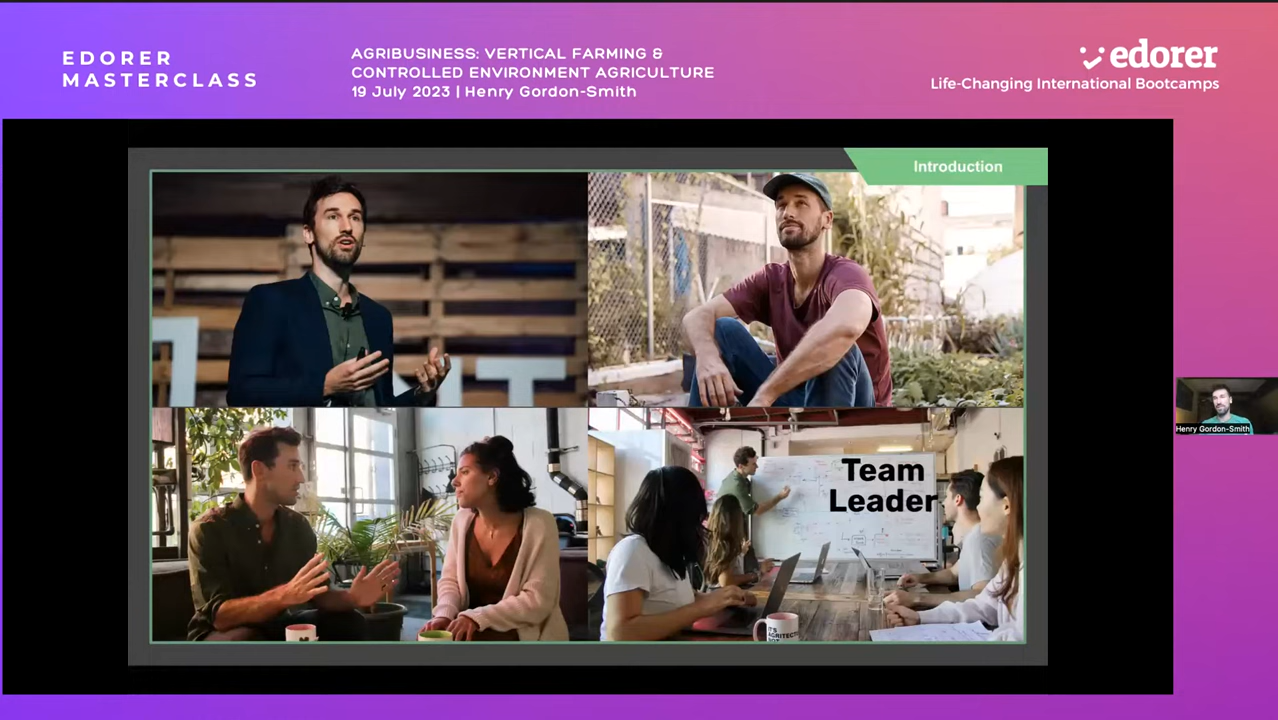 EDORER
MASTERCLASS
AGRIBUSINESS: VERTICAL FARMING &
CONTROLLED ENVIRONMENT AGRICULTURE
19 July 2023 | Henry Gordon-Smith
edorer
Life-Changing International Bootcamps
Introduction
Team
Leader
IT'S
Henry Gordon-Smith